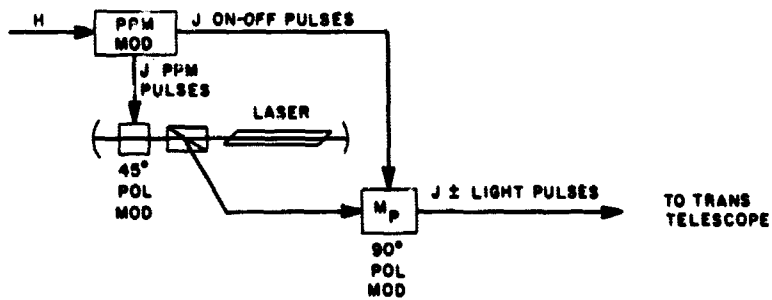 H
PPM
MOD
J ON-OFF PULSES
J PPM
PULSES
LASER
45°
POL
MOD
M_P
J ± LIGHT PULSES
90°
POL
MOD
TO TRANS
TELESCOPE